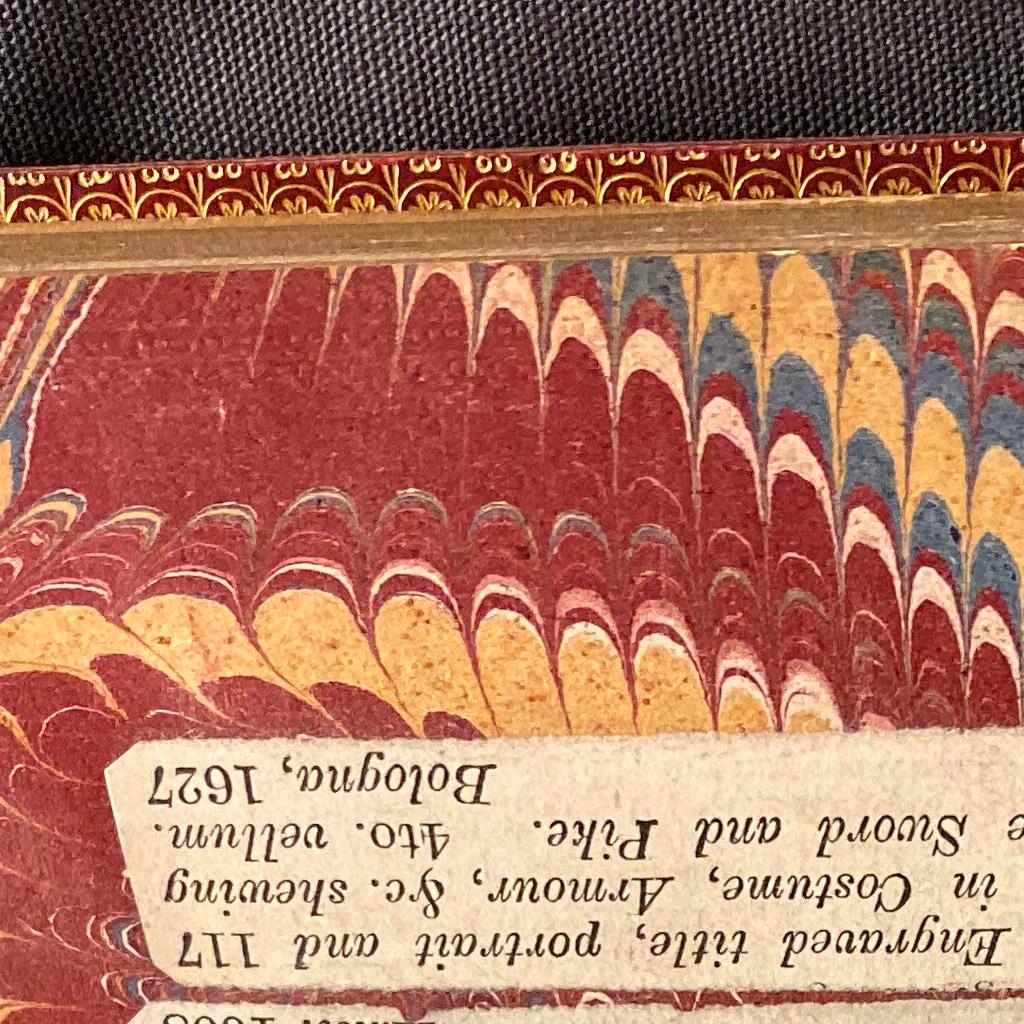 Engraved title, portrait and 117
in Costume, Armour, &c. shewing
Sword and Pike. 4to. vellum.
Bologna, 1627